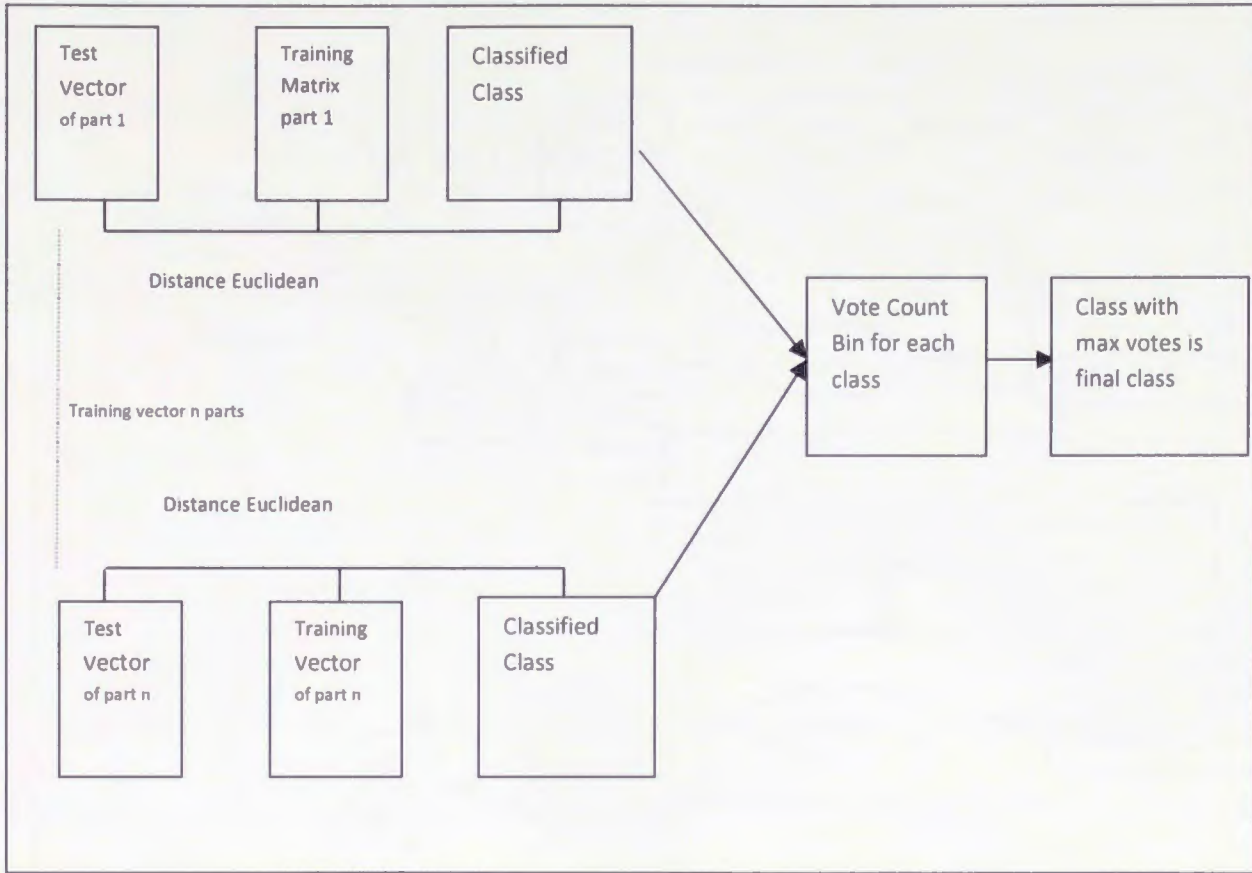 Test
Vector
of part 1
Training
Matrix
part 1
Classified
Class
Distance Euclidean
Training vector n parts
Distance Euclidean
Test
Vector
of part n
Training
Vector
of part n
Classified
Class
Vote Count
Bin for each
class
Class with
max votes is
final class